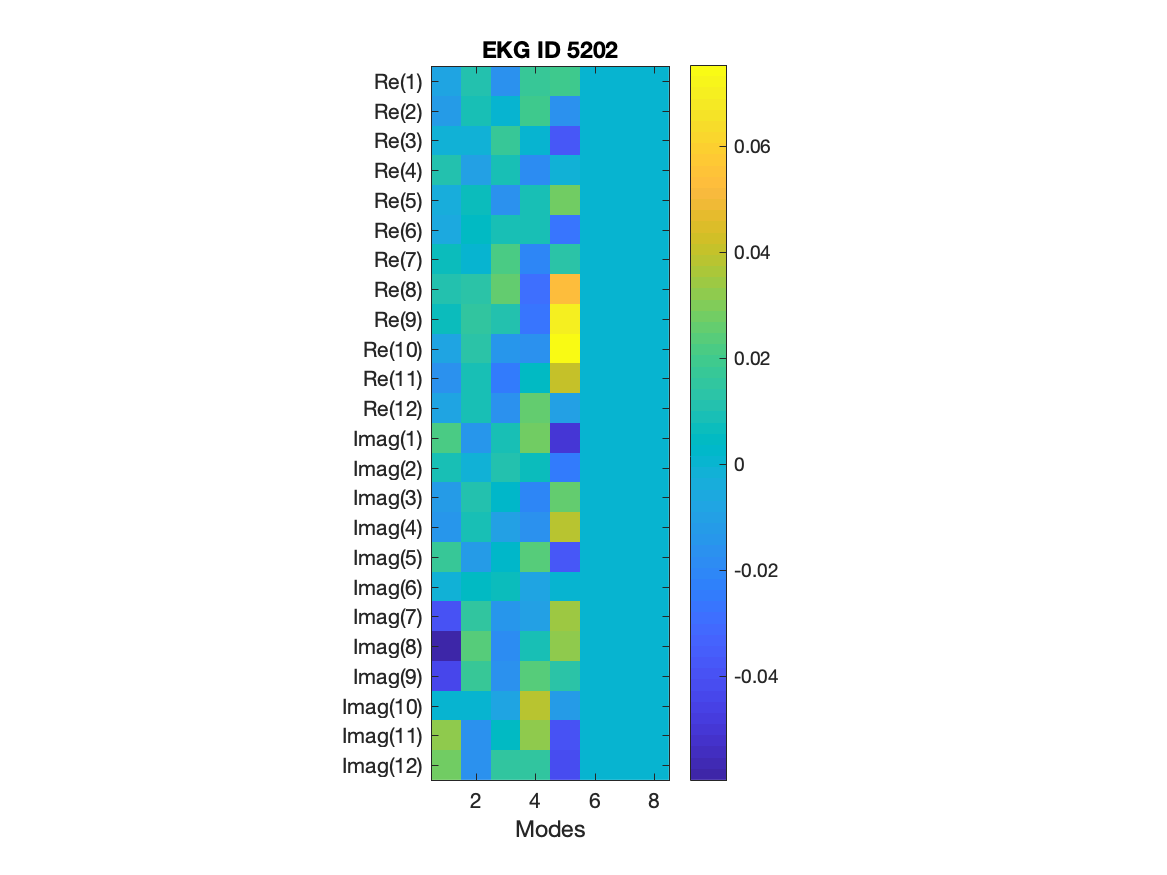 EKG ID 5202
Re(1)
Re(2)
Re(3)
Re(4)
Re(5)
Re(6)
Re(7)
Re(8)
Re(9)
Re(10)
Re(11)
Re(12)
Imag(1)
Imag(2)
Imag(3)
Imag(4)
Imag(5)
Imag(6)
Imag(7)
Imag(8)
Imag(9)
Imag(10)
Imag(11)
Imag(12)
2 4 6 8
Modes
0.06
0.04
0.02
0
-0.02
-0.04